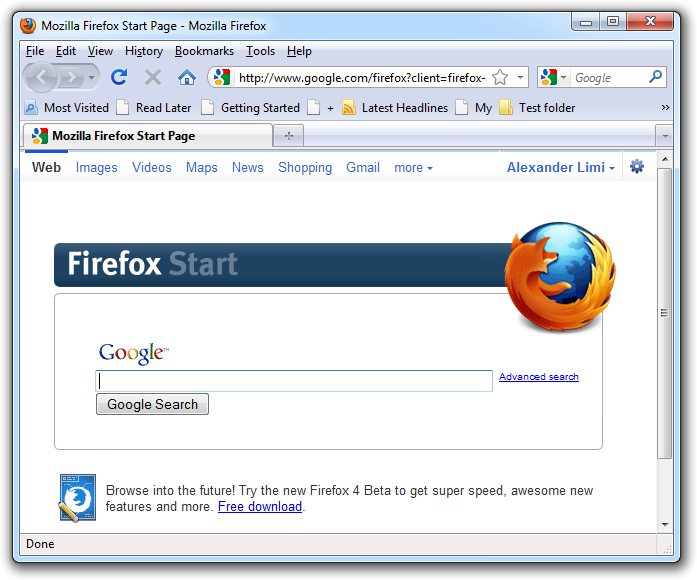 Mozilla Firefox Start Page - Mozilla Firefox
File Edit View History Bookmarks Tools Help
http://www.google.com/firefox?client=firefox- Google
Most Visited Read Later Getting Started + Latest Headlines My Test folder »
Mozilla Firefox Start Page
Web Images Videos Maps News Shopping Gmail more Alexander Limi
Firefox Start
Google™
Advanced search
Google Search
Browse into the future! Try the new Firefox 4 Beta to get super speed, awesome new
features and more. Free download.
Done